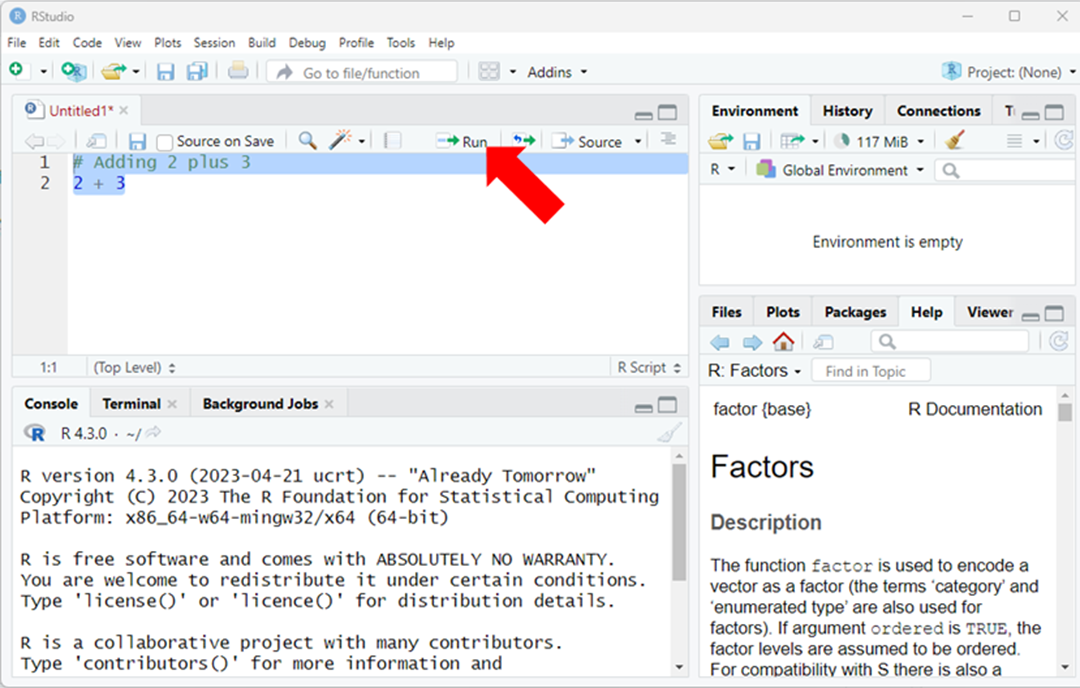 RStudio
File Edit Code View Plots Session Build Debug Profile Tools Help
Go to file/function
Addins
Project: (None)
Untitled1*
Source on Save
Run
Source
1 # Adding 2 plus 3
2 2 + 3
1:1 (Top Level) R Script
Console Terminal Background Jobs
R 4.3.0 · ~/
R version 4.3.0 (2023-04-21 ucrt) -- "Already Tomorrow"
Copyright (C) 2023 The R Foundation for Statistical Computing
Platform: x86_64-w64-mingw32/x64 (64-bit)
R is free software and comes with ABSOLUTELY NO WARRANTY.
You are welcome to redistribute it under certain conditions.
Type 'license()' or 'licence()' for distribution details.
R is a collaborative project with many contributors.
Type 'contributors()' for more information and
Environment History Connections
117 MiB
R Global Environment
Environment is empty
Files Plots Packages Help Viewer
R: Factors Find in Topic
factor {base} R Documentation
Factors
Description
The function factor is used to encode a
vector as a factor (the terms ‘category’ and
‘enumerated type’ are also used for
factors). If argument ordered is TRUE, the
factor levels are assumed to be ordered.
For compatibility with S there is also a